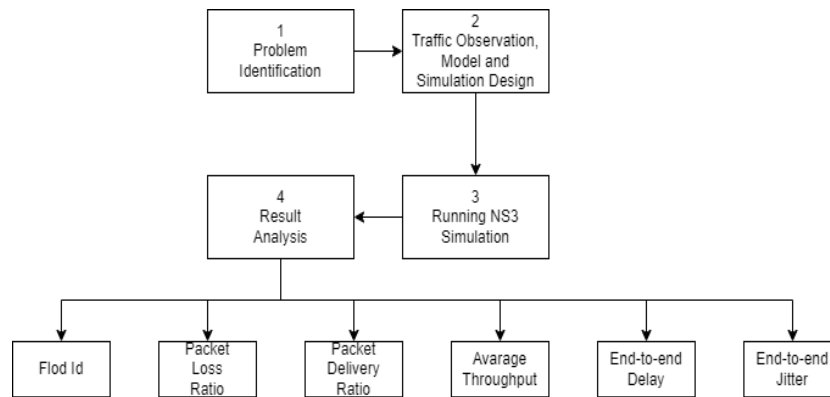 1
Problem
Identification
2
Traffic Observation,
Model and
Simulation Design
4
Result
Analysis
3
Running NS3
Simulation
Flod Id
Packet
Loss
Ratio
Packet
Delivery
Ratio
Avarage
Throughput
End-to-end
Delay
End-to-end
Jitter